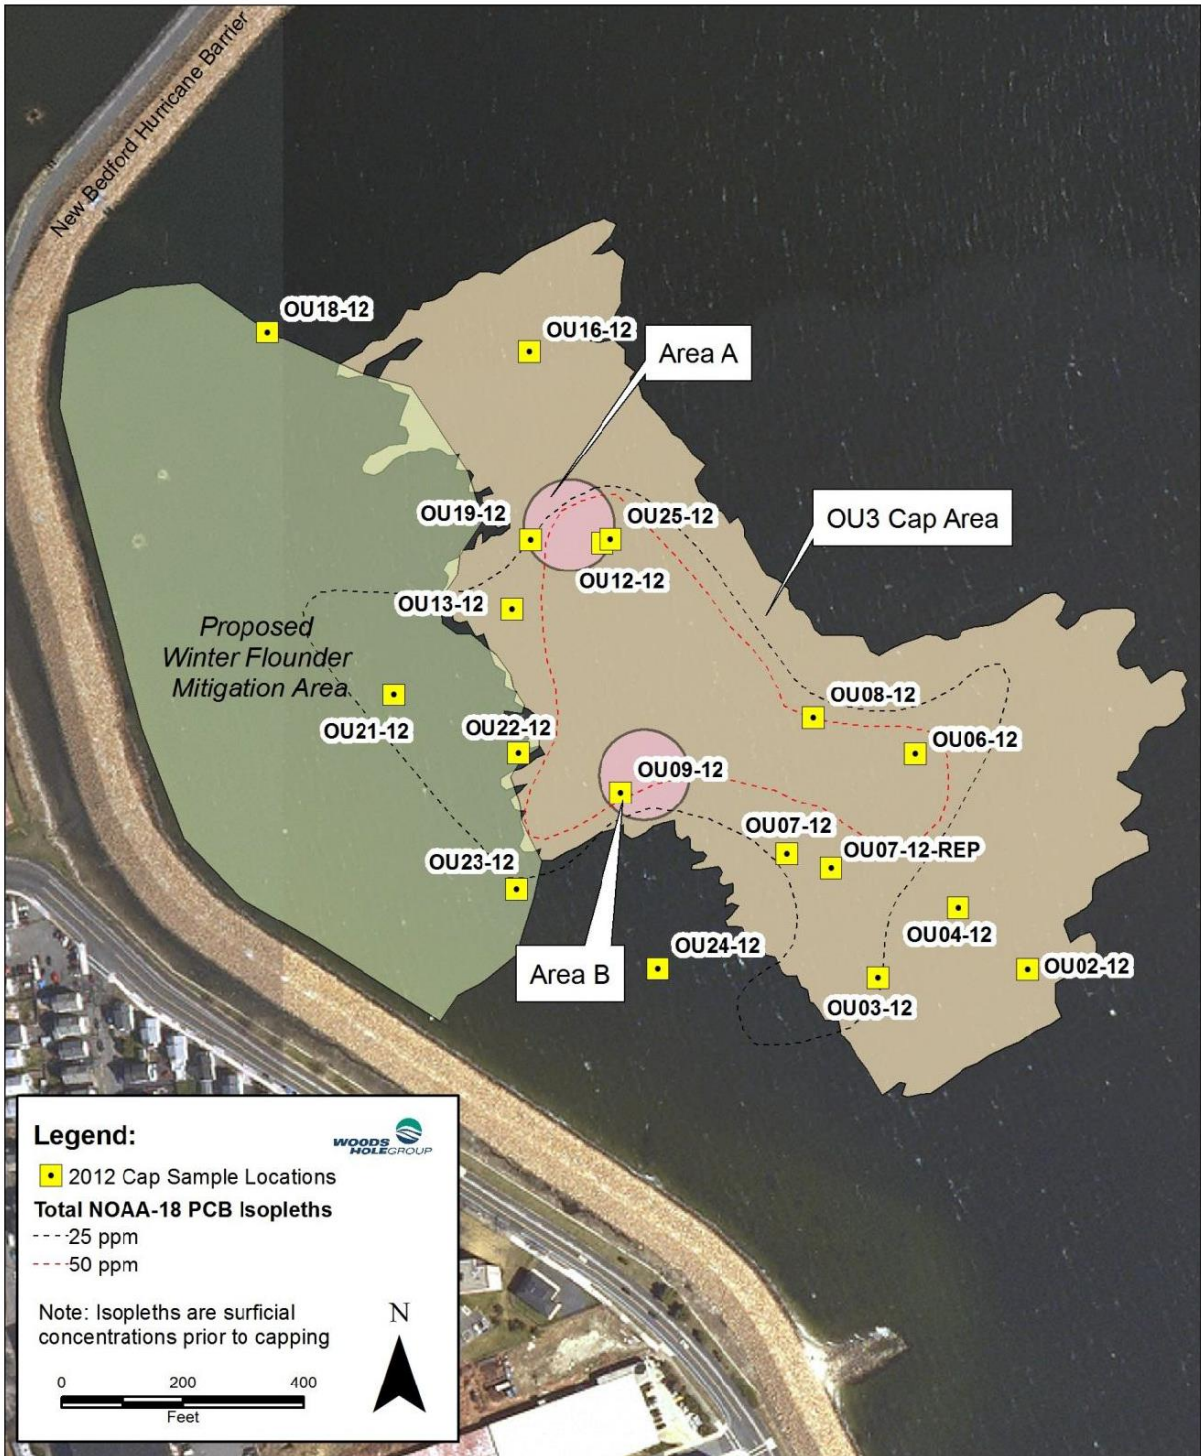 New Bedford Hurricane Barrier
OU18-12
OU16-12
Area A
OU19-12
OU25-12
OU3 Cap Area
OU12-12
OU13-12
Proposed
Winter Flounder
Mitigation Area
OU08-12
OU21-12
OU22-12
OU06-12
OU09-12
OU07-12
OU07-12-REP
OU23-12
OU04-12
OU24-12
Area B
OU02-12
OU03-12
Legend:
WOODS
HOLEGROUP
2012 Cap Sample Locations
Total NOAA-18 PCB Isopleths
25 ppm
50 ppm
Note: Isopleths are surficial
concentrations prior to capping
N
0 200 400
Feet